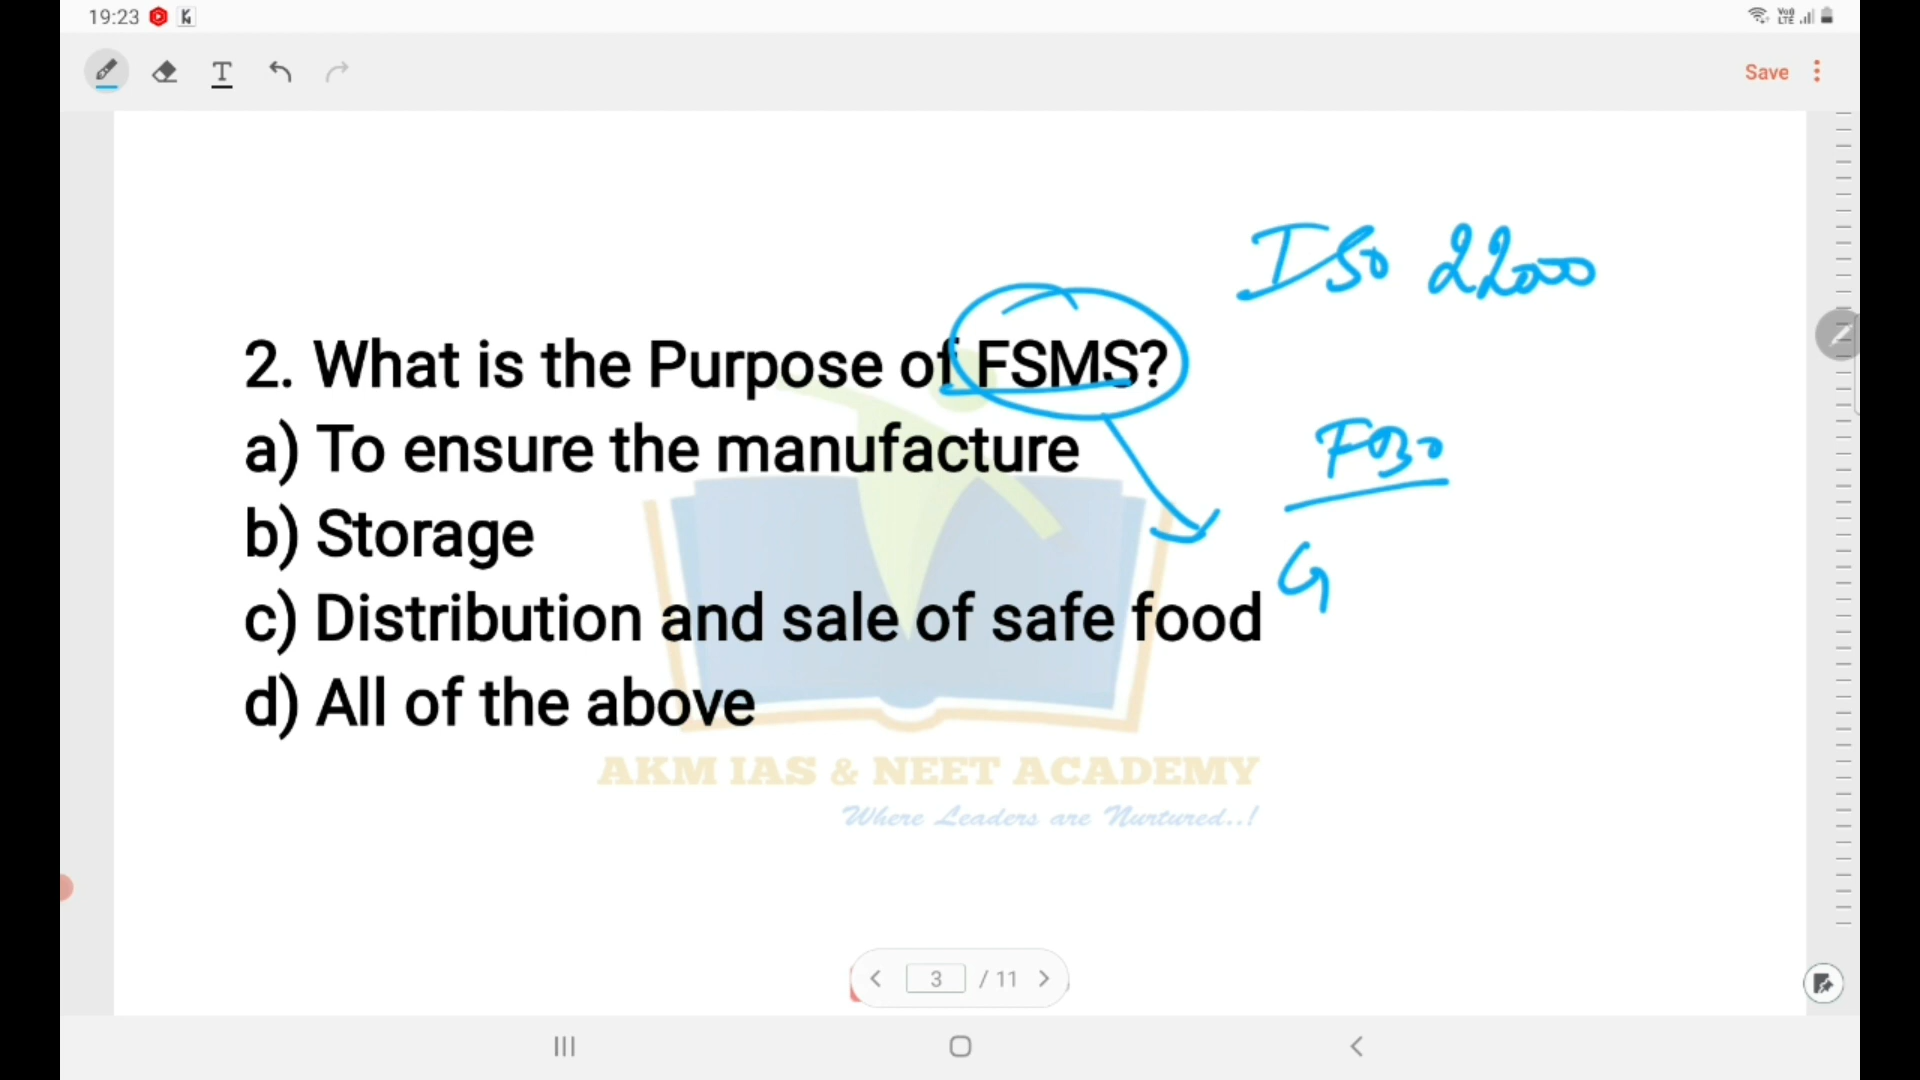 19:23
VoLTE
T
Save
ISO 22000
2. What is the Purpose of FSMS?
a) To ensure the manufacture
b) Storage
c) Distribution and sale of safe food
d) All of the above
G
AKM IAS & NEET ACADEMY
Where Leaders are Nurtured..!
3 / 11